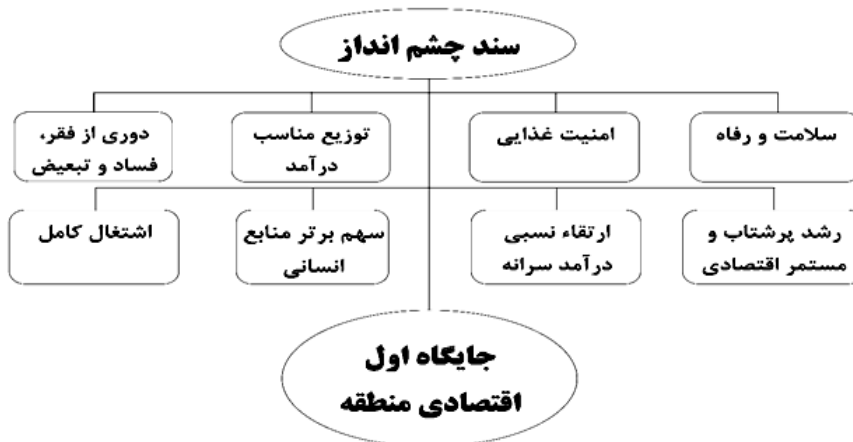 سند چشم انداز
سلامت و رفاه
امنیت غذایی
توزیع مناسب
درآمد
دوری از فقر،
فساد و تبعیض
رشد پرشتاب و
مستمر اقتصادی
ارتقاء نسبی
درآمد سرانه
سهم برتر منابع
انسانی
اشتغال کامل
جایگاه اول
اقتصادی منطقه